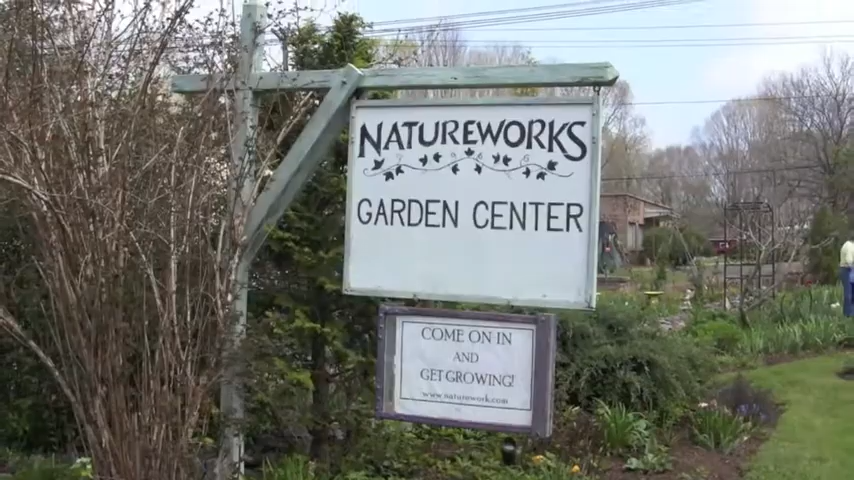 NATUREWORKS
GARDEN CENTER
COME ON IN
AND
GET GROWING!
www.naturework.com